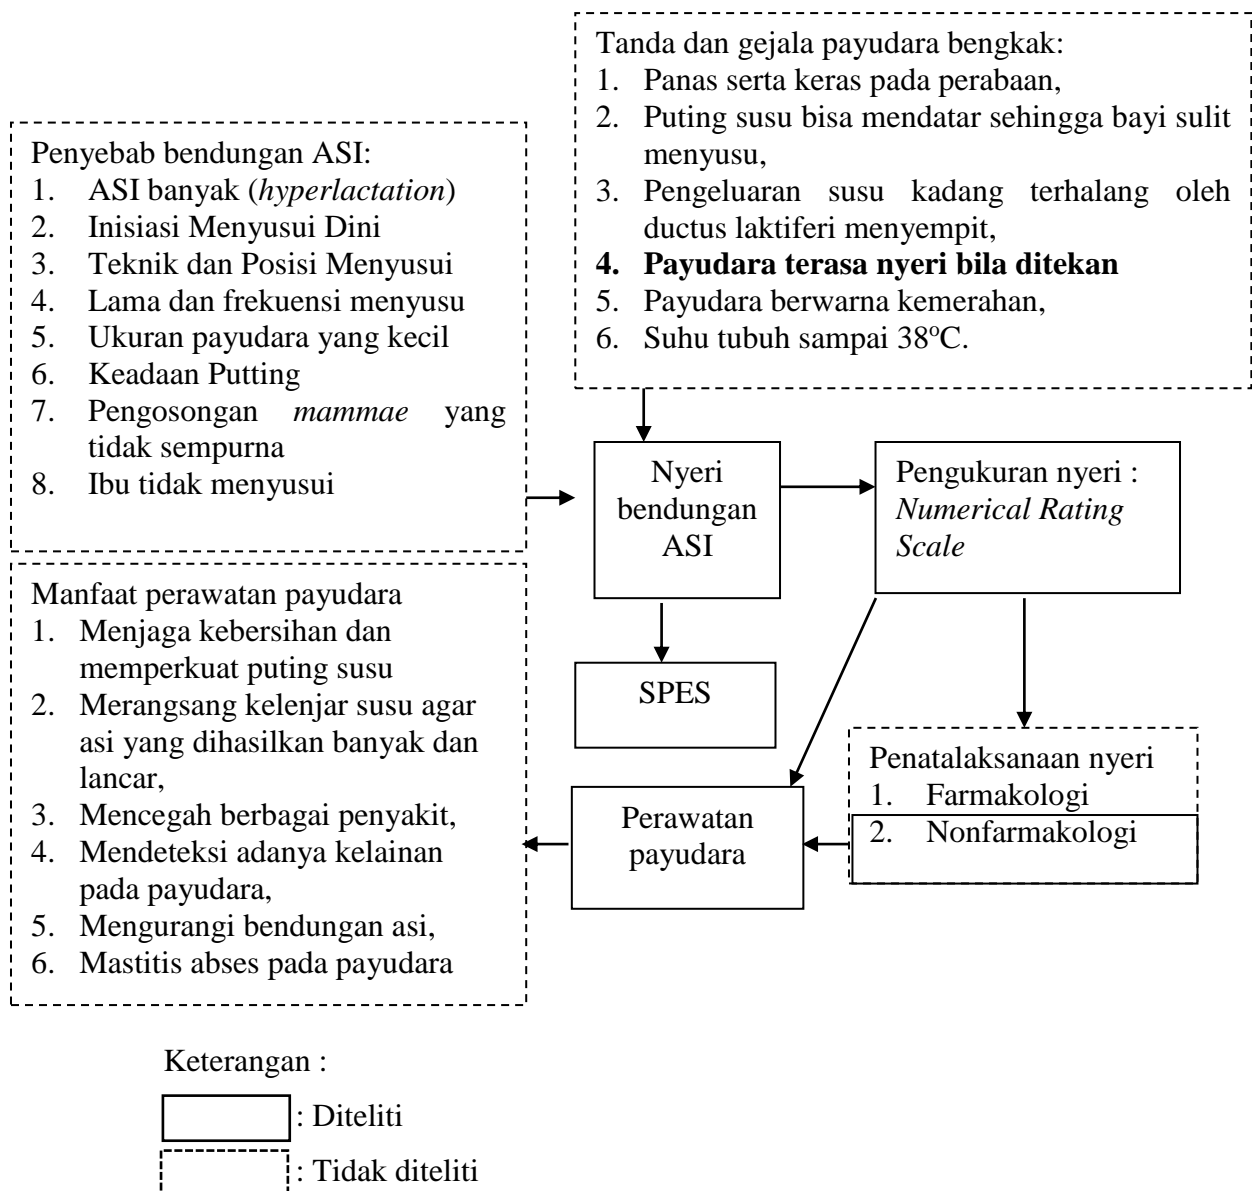 Tanda dan gejala payudara bengkak:
1. Panas serta keras pada perabaan,
2. Puting susu bisa mendatar sehingga bayi sulit
menyusu,
3. Pengeluaran susu kadang terhalang oleh
ductus laktiferi menyempit,
4. Payudara terasa nyeri bila ditekan
5. Payudara berwarna kemerahan,
6. Suhu tubuh sampai 38°C.
Penyebab bendungan ASI:
1. ASI banyak (hyperlactation)
2. Inisiasi Menyusui Dini
3. Teknik dan Posisi Menyusui
4. Lama dan frekuensi menyusu
5. Ukuran payudara yang kecil
6. Keadaan Putting
7. Pengosongan mammae yang
tidak sempurna
8. Ibu tidak menyusui
Nyeri
bendungan
ASI
Pengukuran nyeri :
Numerical Rating
Scale
Manfaat perawatan payudara
1. Menjaga kebersihan dan
memperkuat puting susu
2. Merangsang kelenjar susu agar
asi yang dihasilkan banyak dan
lancar,
3. Mencegah berbagai penyakit,
4. Mendeteksi adanya kelainan
pada payudara,
5. Mengurangi bendungan asi,
6. Mastitis abses pada payudara
SPES
Perawatan
payudara
Penatalaksanaan nyeri
1. Farmakologi
2. Nonfarmakologi
Keterangan :
: Diteliti
: Tidak diteliti